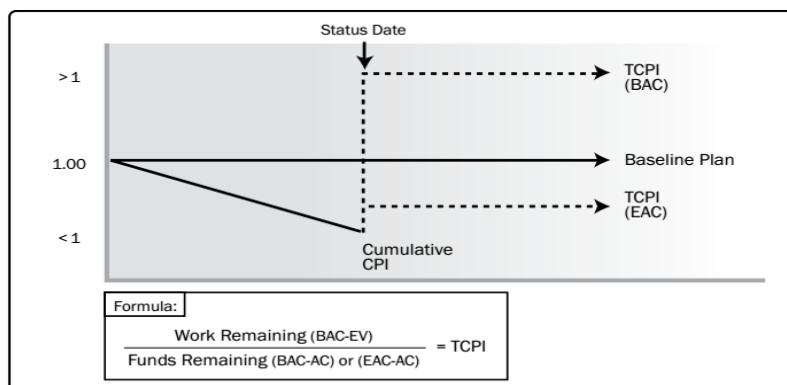 Status Date
>1
TCPI
(BAC)
1.00
Baseline Plan
TCPI
(EAC)
<1
Cumulative
CPI
Formula:
Work Remaining (BAC-EV)
Funds Remaining (BAC-AC) or (EAC-AC)
= TCPI